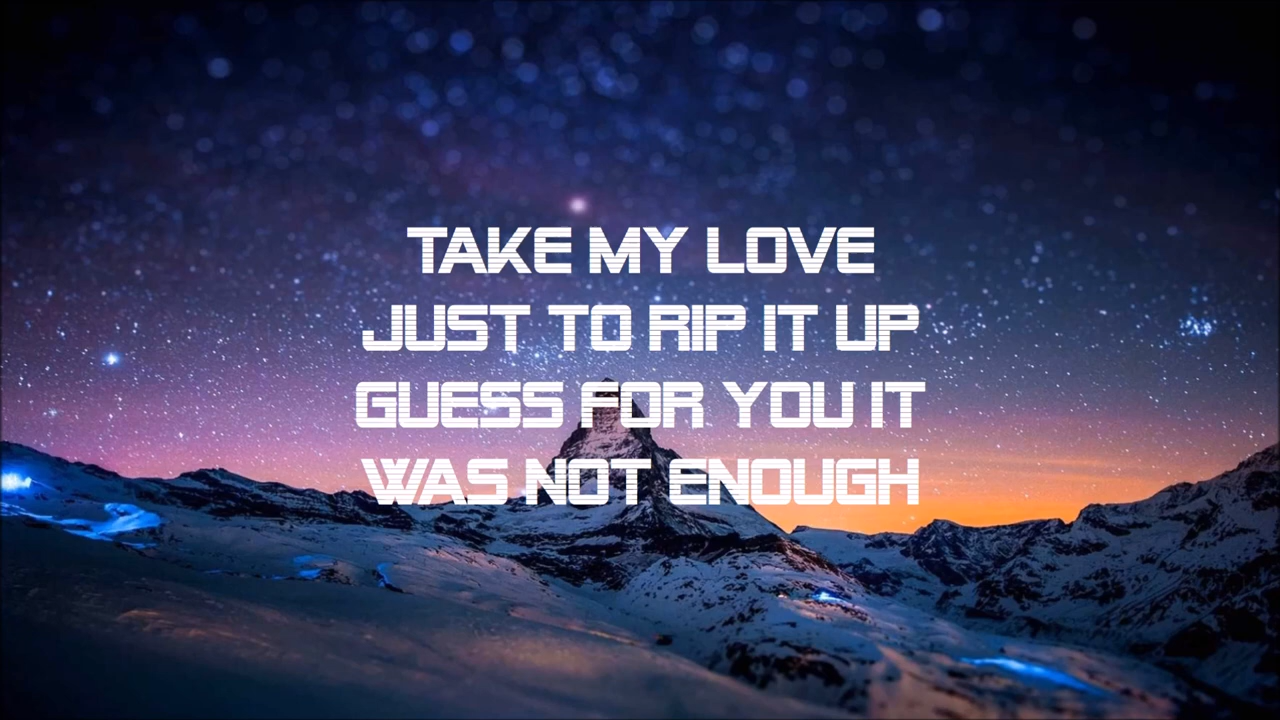 TAKE MY LOVE
JUST TO RIP IT UP
GUESS FOR YOU IT
WAS NOT ENOUGH